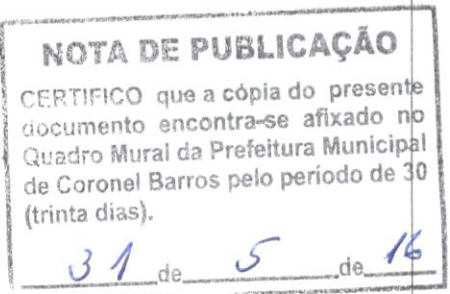 NOTA DE PUBLICAÇÃO
CERTIFICO que a cópia do presente
documento encontra-se afixado no
Quadro Mural da Prefeitura Municipal
de Coronel Barros pelo período de 30
(trinta dias).
31 de 5 de 16